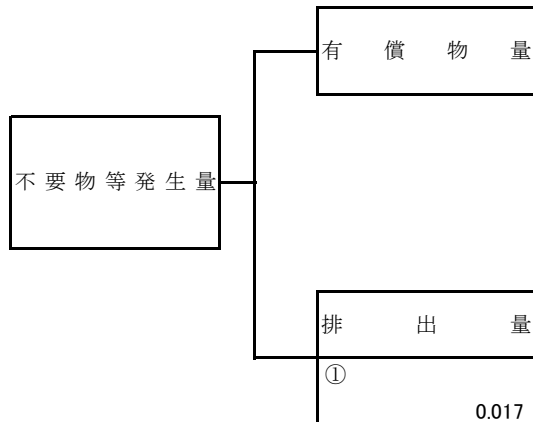 有償物量
不要物等発生量
排出量
①
0.017